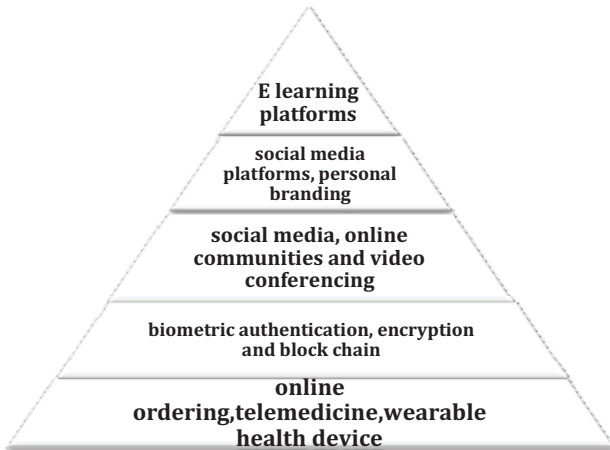 E learning
platforms
social media
platforms, personal
branding
social media, online
communities and video
conferencing
biometric authentication, encryption
and block chain
online
ordering,telemedicine,wearable
health device